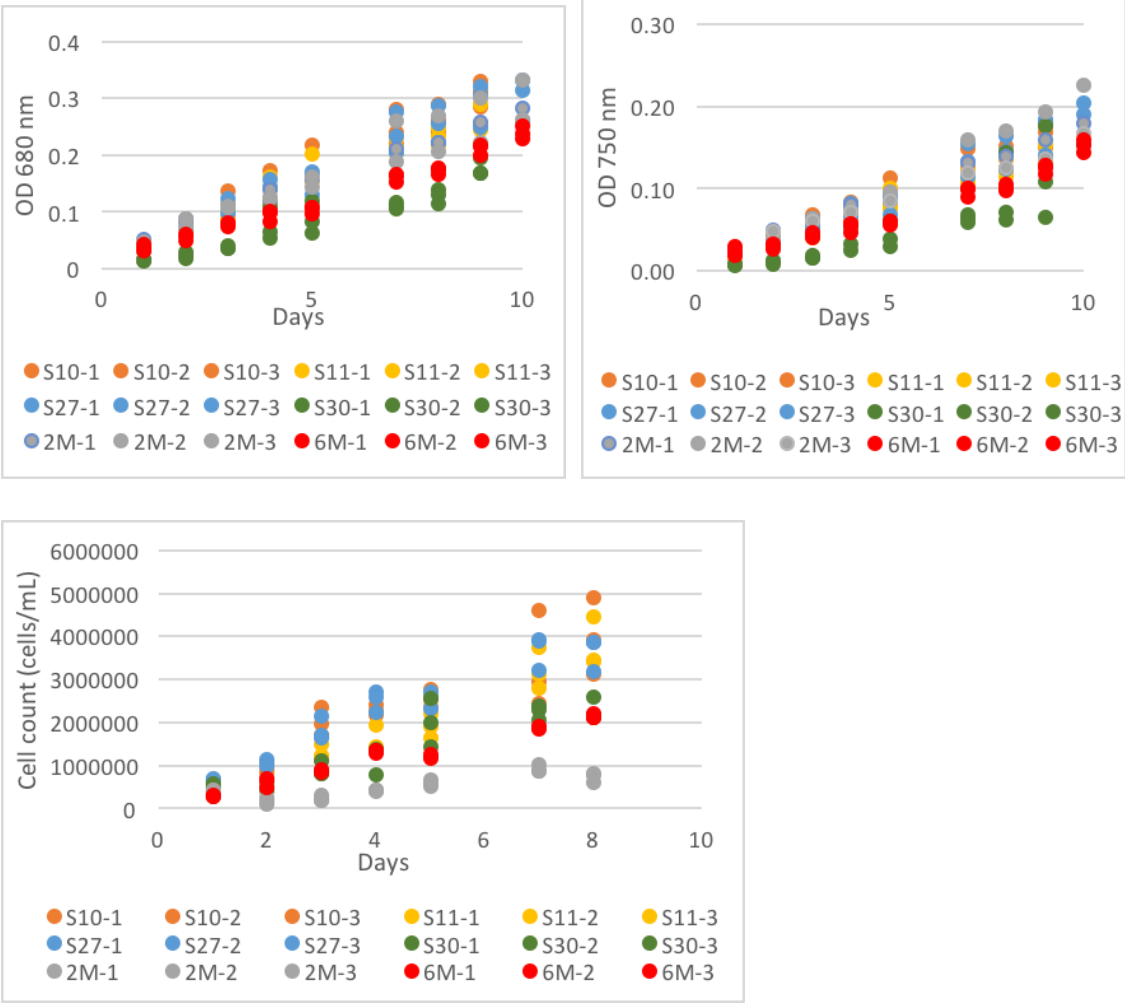 0.4
0.3
0.2
0.1
0
OD 680 nm
0 5 10
Days
S10-1 S10-2 S10-3 S11-1 S11-2 S11-3
S27-1 S27-2 S27-3 S30-1 S30-2 S30-3
2M-1 2M-2 2M-3 6M-1 6M-2 6M-3
0.30
0.20
0.10
0.00
OD 750 nm
0 5 10
Days
S10-1 S10-2 S10-3 S11-1 S11-2 S11-3
S27-1 S27-2 S27-3 S30-1 S30-2 S30-3
2M-1 2M-2 2M-3 6M-1 6M-2 6M-3
6000000
5000000
4000000
3000000
2000000
1000000
0
Cell count (cells/mL)
0 2 4 6 8 10
Days
S10-1 S10-2 S10-3 S11-1 S11-2 S11-3
S27-1 S27-2 S27-3 S30-1 S30-2 S30-3
2M-1 2M-2 2M-3 6M-1 6M-2 6M-3